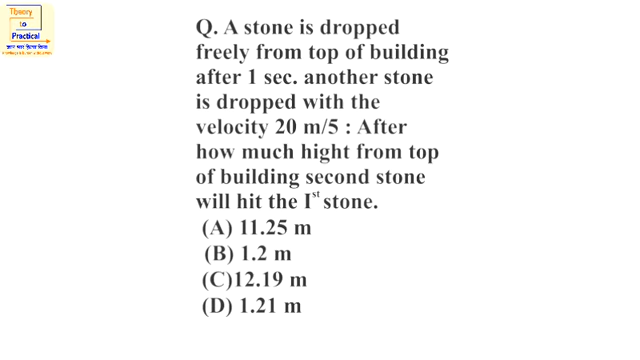 Theory
to
Practical
Q. A stone is dropped
freely from top of building
after 1 sec. another stone
is dropped with the
velocity 20 m/5 : After
how much hight from top
of building second stone
will hit the Ist stone.
(A) 11.25 m
(B) 1.2 m
(C)12.19 m
(D) 1.21 m